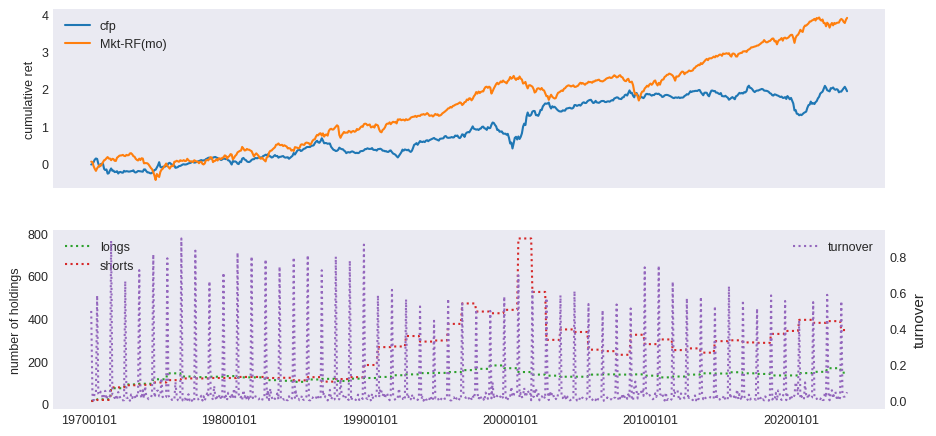 4
3
2
1
0
cumulative ret
cfp
Mkt-RF(mo)
800
600
400
200
0
number of holdings
longs
shorts
turnover
0.8
0.6
0.4
0.2
0.0
turnover
19700101 19800101 19900101 20000101 20100101 20200101